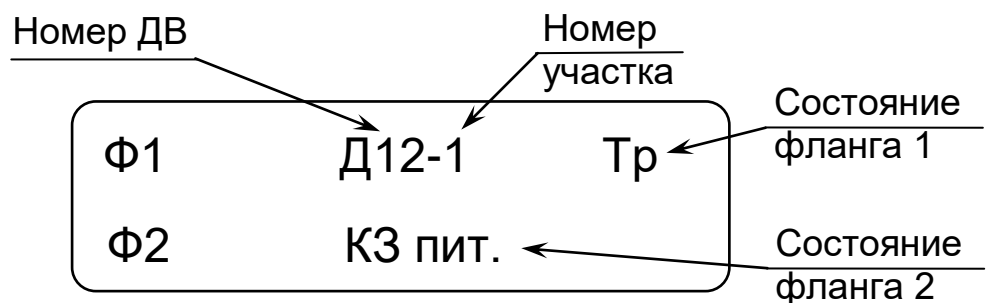 Номер ДВ
Номер
участка
Состояние
фланга 1
Ф1 Д12-1 Тр
Ф2 КЗ пит.
Состояние
фланга 2